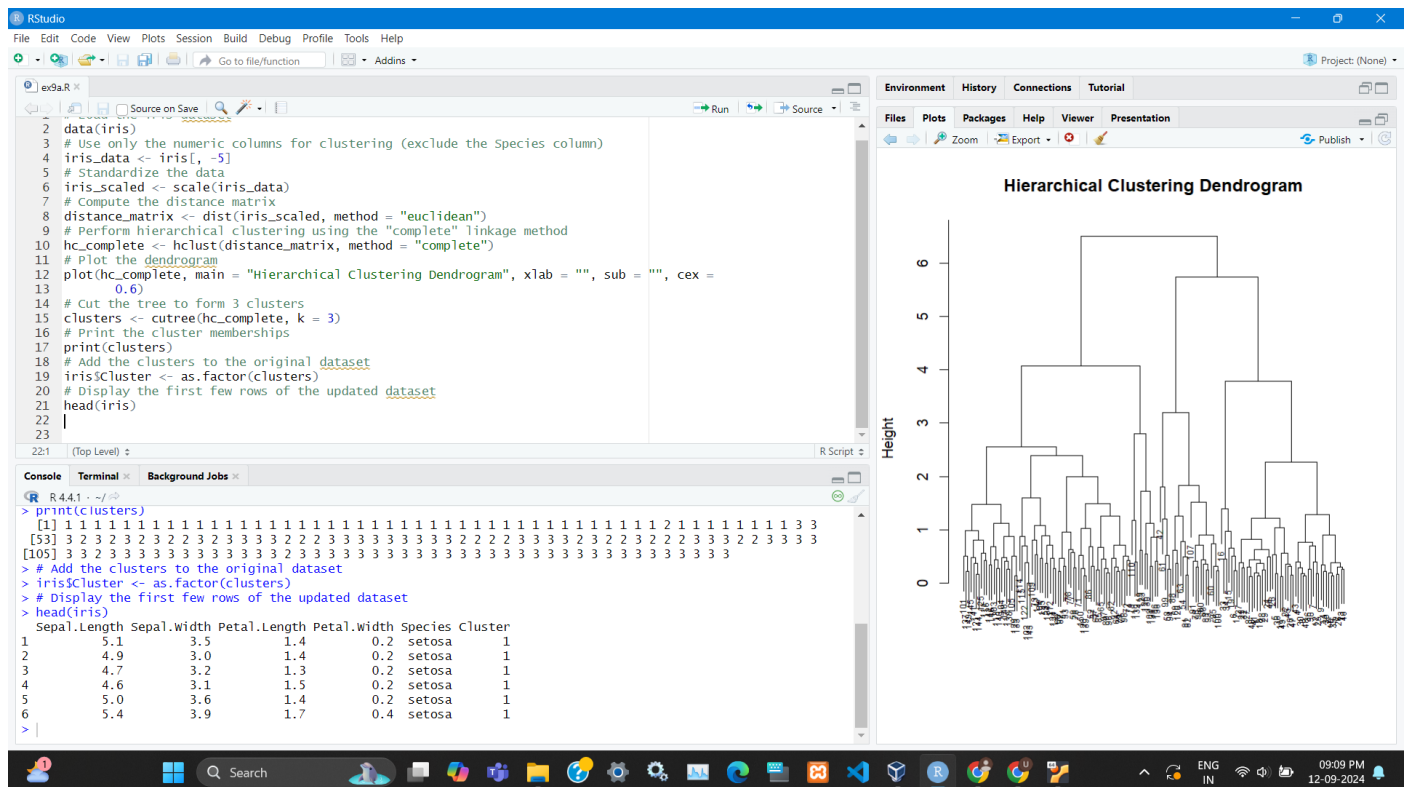 RStudio
File Edit Code View Plots Session Build Debug Profile Tools Help
Go to file/function
Addins
Project: (None)
ex9a.R
Source on Save
Run
Source
2 data(iris)
3 # Use only the numeric columns for clustering (exclude the Species column)
4 iris_data <- iris[, -5]
5 # Standardize the data
6 iris_scaled <- scale(iris_data)
7 # Compute the distance matrix
8 distance_matrix <- dist(iris_scaled, method = "euclidean")
9 # Perform hierarchical clustering using the "complete" linkage method
10 hc_complete <- hclust(distance_matrix, method = "complete")
11 # Plot the dendrogram
12 plot(hc_complete, main = "Hierarchical Clustering Dendrogram", xlab = "", sub = "", cex =
13 0.6)
14 # Cut the tree to form 3 clusters
15 clusters <- cutree(hc_complete, k = 3)
16 # Print the cluster memberships
17 print(clusters)
18 # Add the clusters to the original dataset
19 iris$Cluster <- as.factor(clusters)
20 # Display the first few rows of the updated dataset
21 head(iris)
22
23
22:1 (Top Level) R Script
Console Terminal Background Jobs
R 4.4.1 · ~/
> print(clusters)
[1] 1 1 1 1 1 1 1 1 1 1 1 1 1 1 1 1 1 1 1 1 1 1 1 1 1 1 1 1 1 1 1 1 1 1 1 1 1 1 1 1 1 2 1 1 1 1 1 1 1 1 3 3
[53] 3 2 3 2 3 2 3 2 2 3 2 3 3 3 3 2 2 2 3 3 3 3 3 3 3 3 3 2 2 2 2 3 3 3 3 2 3 2 2 3 2 2 2 3 3 2 2 3 3 3 3
[105] 3 3 2 3 3 3 3 3 3 3 3 3 3 3 3 2 3 3 3 3 3 3 3 3 3 3 3 3 3 3 3 3 3 3 3 3 3 3 3 3 3 3
> # Add the clusters to the original dataset
> iris$Cluster <- as.factor(clusters)
> # Display the first few rows of the updated dataset
> head(iris)
Sepal.Length Sepal.Width Petal.Length Petal.Width Species Cluster
1 5.1 3.5 1.4 0.2 setosa 1
2 4.9 3.0 1.4 0.2 setosa 1
3 4.7 3.2 1.3 0.2 setosa 1
4 4.6 3.1 1.5 0.2 setosa 1
5 5.0 3.6 1.4 0.2 setosa 1
6 5.4 3.9 1.7 0.4 setosa 1
>
Environment History Connections Tutorial
Files Plots Packages Help Viewer Presentation
Zoom Export Publish
Hierarchical Clustering Dendrogram
Height
6
5
4
3
2
1
0
42
107
16
110
61
63
Search
1
ENG
IN
09:09 PM
12-09-2024